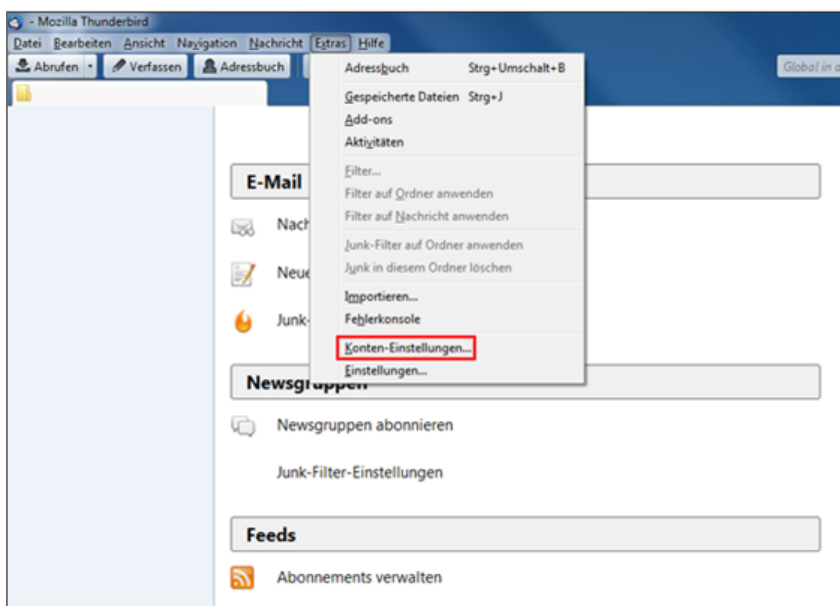 - Mozilla Thunderbird
Datei Bearbeiten Ansicht Navigation Nachricht Extras Hilfe
Abrufen Verfassen Adressbuch
Global in
Adressbuch Strg+Umschalt+B
Gespeicherte Dateien Strg+J
Add-ons
Aktivitäten
Filter...
Filter auf Ordner anwenden
Filter auf Nachricht anwenden
Junk-Filter auf Ordner anwenden
Junk in diesem Ordner löschen
Importieren...
Fehlerkonsole
Konten-Einstellungen...
Einstellungen...
E-Mail
Nach
Neue
Junk-
Newsgruppen
Newsgruppen abonnieren
Junk-Filter-Einstellungen
Feeds
Abonnements verwalten